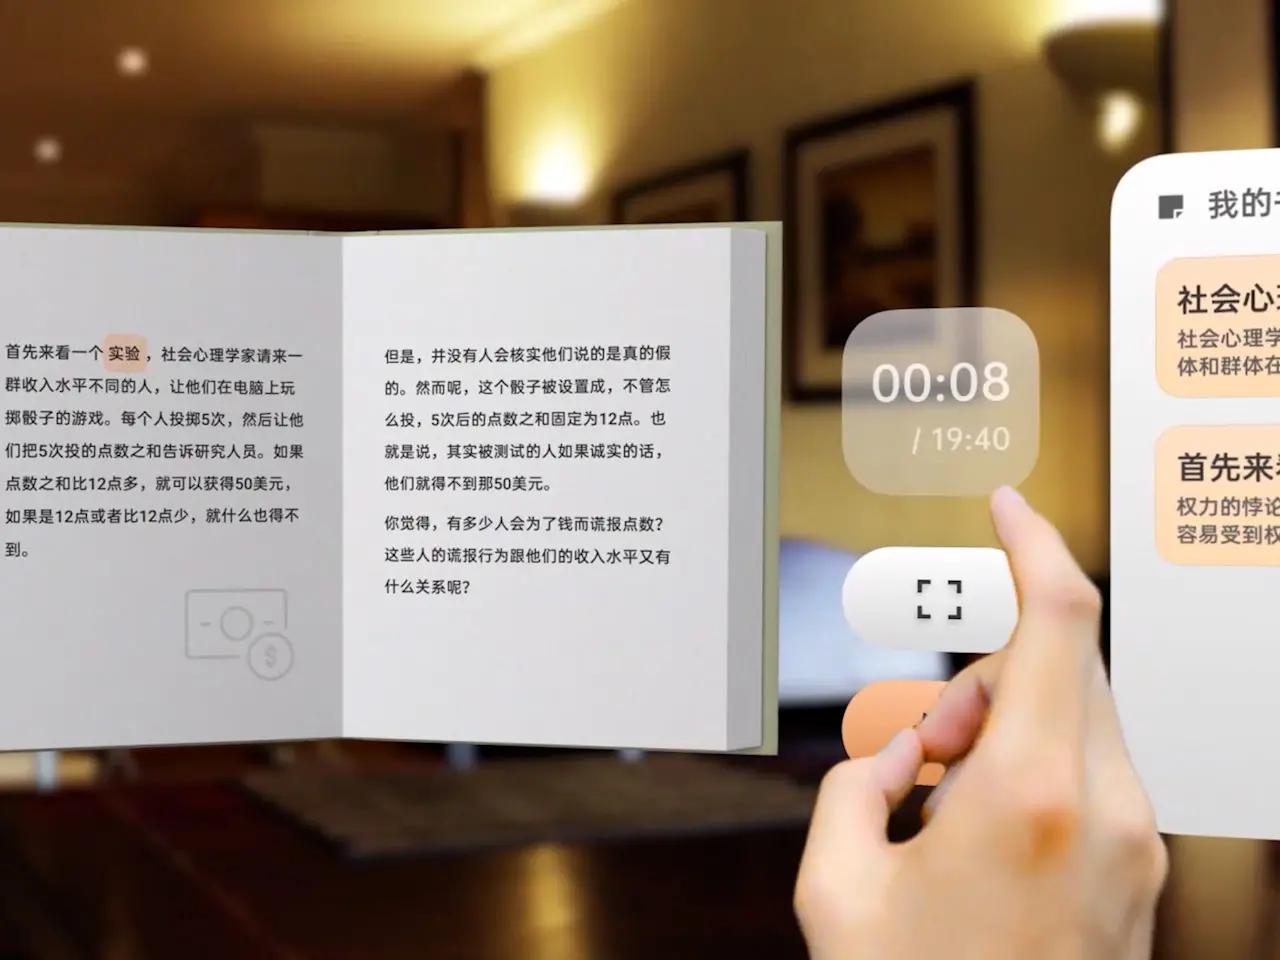 首先来看一个实验，社会心理学家请来一
群收入水平不同的人，让他们在电脑上玩
掷骰子的游戏。每个人投掷5次，然后让他
们把5次投的点数之和告诉研究人员。如果
点数之和比12点多，就可以获得50美元，
如果是12点或者比12点少，就什么也得不
到。
$
但是，并没有人会核实他们说的是真的假
的。然而呢，这个骰子被设置成，不管怎
么投，5次后的点数之和固定为12点。也
就是说，其实被测试的人如果诚实的话，
他们就得不到那50美元。
你觉得，有多少人会为了钱而谎报点数？
这些人的谎报行为跟他们的收入水平又有
什么关系呢？
00:08
/ 19:40
我的
社会心
社会心理学
体和群体在
首先来
权力的悖论
容易受到权